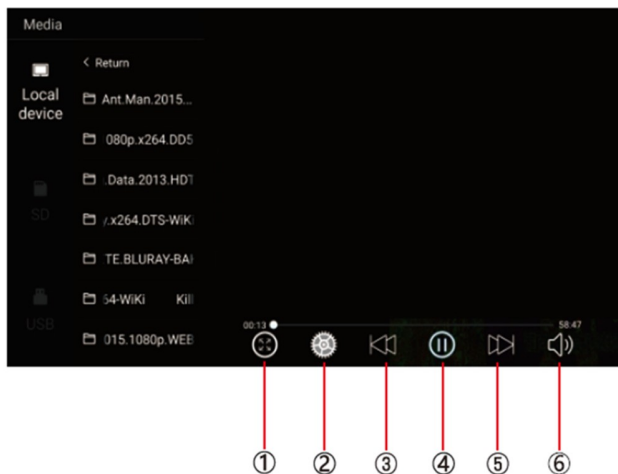 Media
Local
device
SD
USB
< Return
Ant.Man.2015...
080p.x264.DD5
.Data.2013.HDT
y.x264.DTS-WiKi
TE.BLURAY-BAI
64-WiKi Kill
015.1080p.WEB
00:13
58:47
① ② ③ ④ ⑤ ⑥